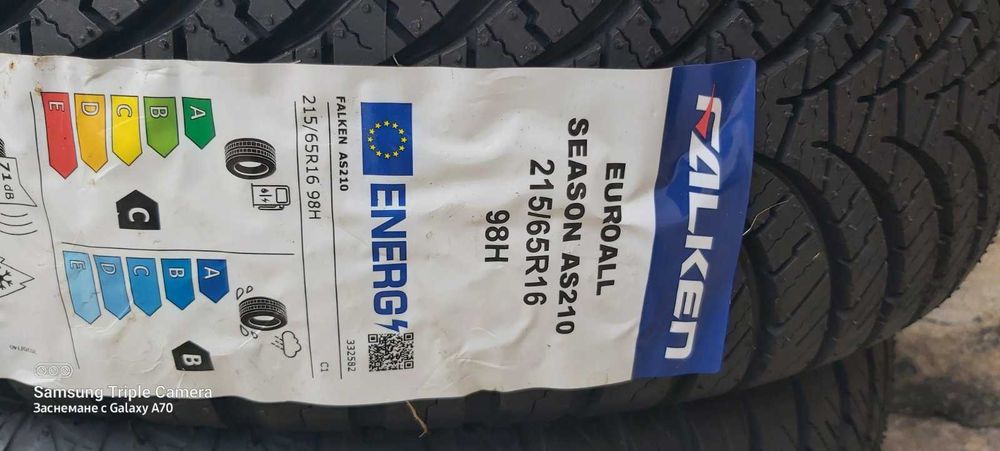 FALKEN
EUROALL
SEASON AS210
215/65R16
98H
ENERG
FALKEN AS210
332582
215/65R16 98H
C1
A
B
C
D
E
C
A
B
C
D
E
B
71 dB
Samsung Triple Camera
Заснемане с Galaxy A70